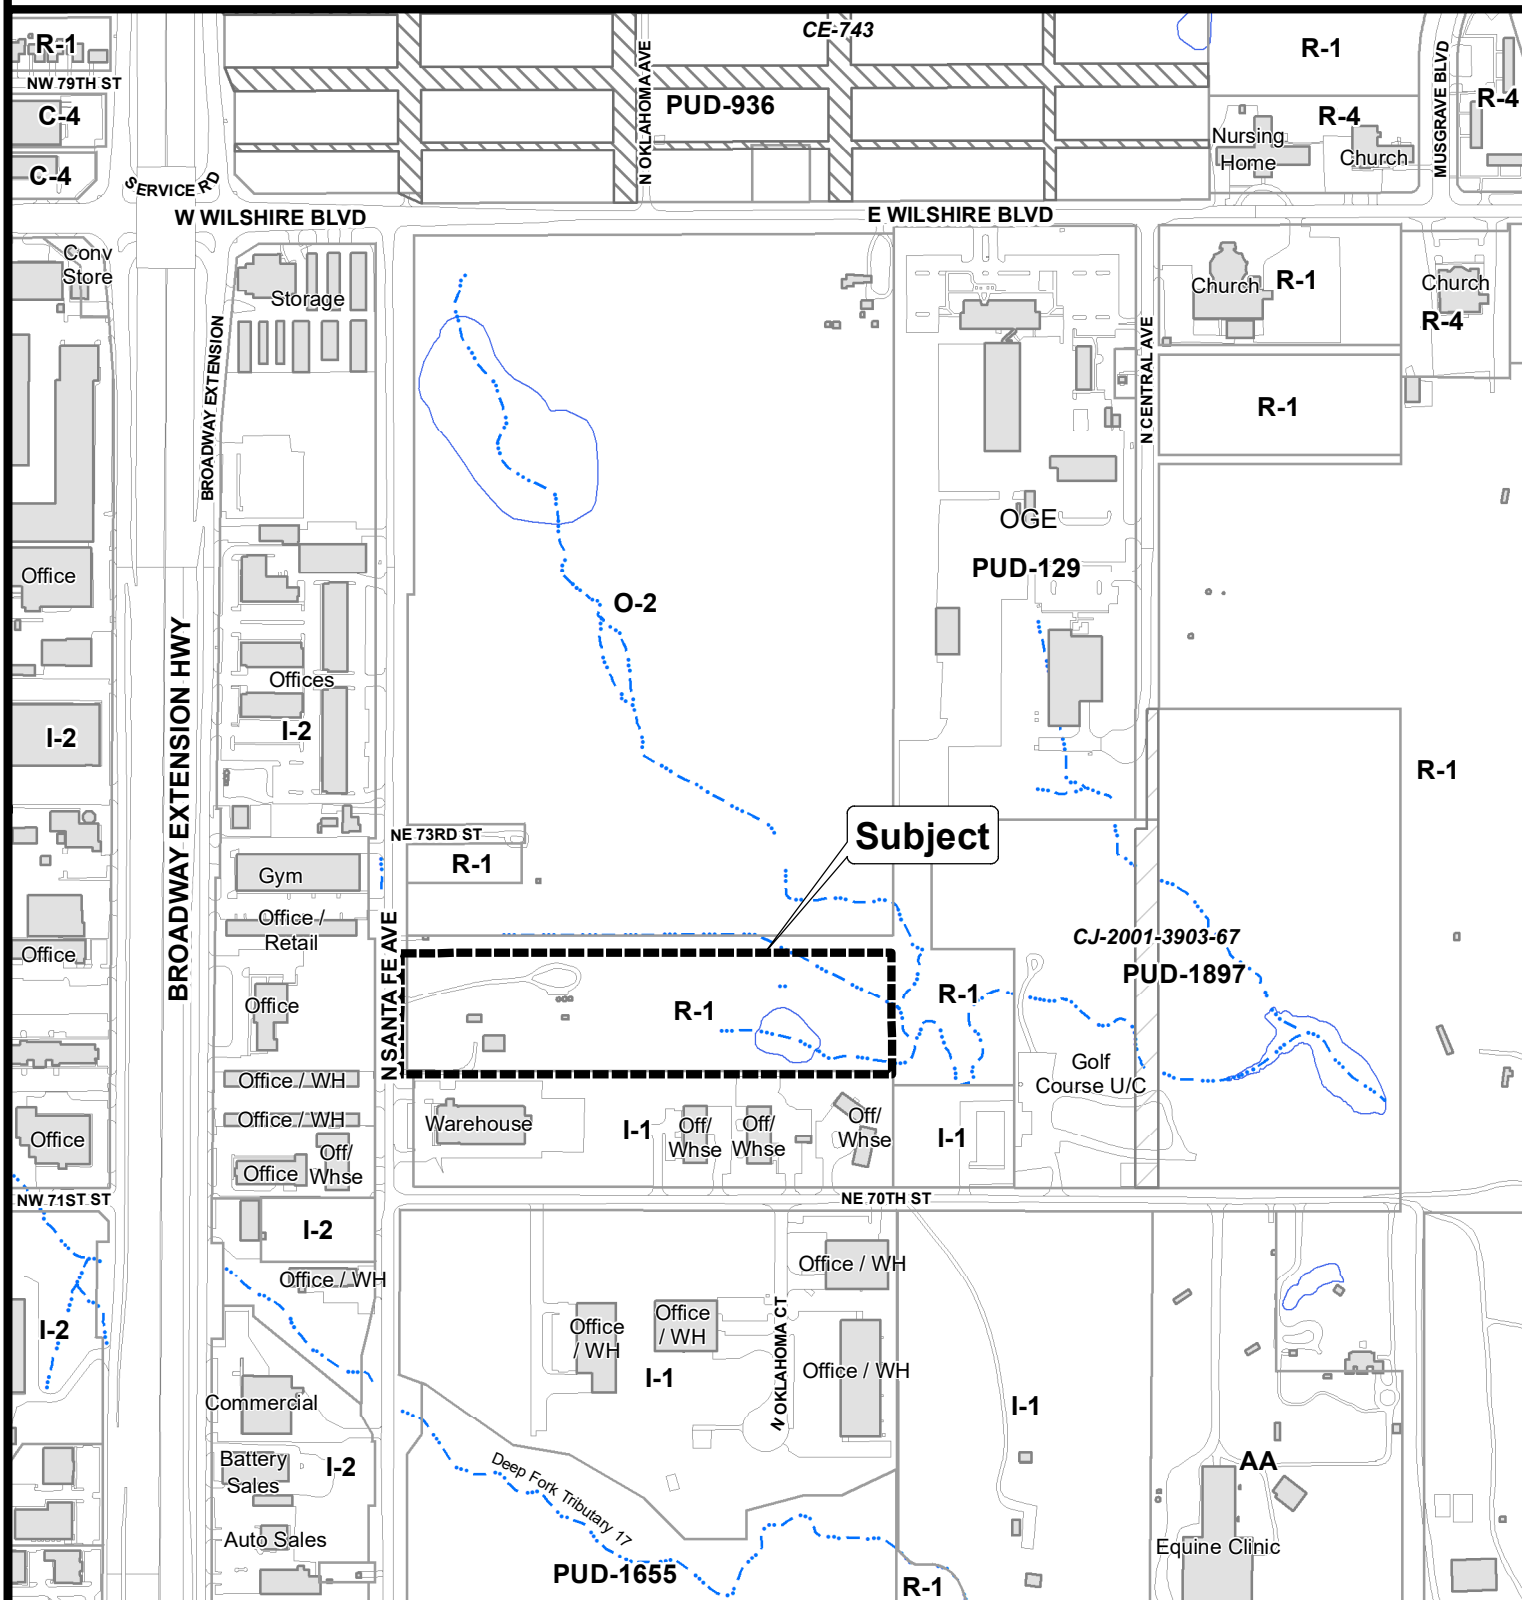 CE-743
R-1
NW 79TH ST
C-4
C-4
SERVICE RD
N OKLAHOMA AVE
PUD-936
R-1
MUSGRAVE BLVD
R-4
R-4
Nursing
Home
Church
W WILSHIRE BLVD
E WILSHIRE BLVD
Conv
Store
Storage
BROADWAY EXTENSION
N CENTRAL AVE
Church
R-1
Church
R-4
R-1
OGE
PUD-129
Office
O-2
Offices
I-2
I-2
BROADWAY EXTENSION HWY
R-1
Subject
NE 73RD ST
R-1
Gym
Office /
Retail
N SANTA FE AVE
Office
CJ-2001-3903-67
PUD-1897
Office
R-1
R-1
Golf
Course U/C
Office / WH
Office / WH
Office
Office
Off/
Whse
Warehouse
I-1
Off/
Whse
Off/
Whse
Off/
Whse
I-1
NW 71ST ST
NE 70TH ST
I-2
Office / WH
Office / WH
I-2
Office
/ WH
Office
/ WH
N OKLAHOMA CT
Office / WH
I-1
I-1
Commercial
Battery
Sales
I-2
Deep Fork Tributary 17
AA
Auto Sales
Equine Clinic
PUD-1655
R-1